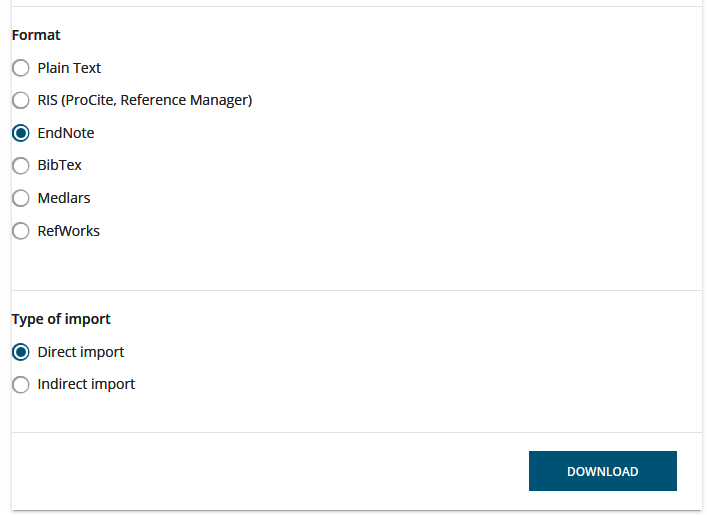 Format
Plain Text
RIS (ProCite, Reference Manager)
EndNote
BibTex
Medlars
RefWorks
Type of import
Direct import
Indirect import
DOWNLOAD